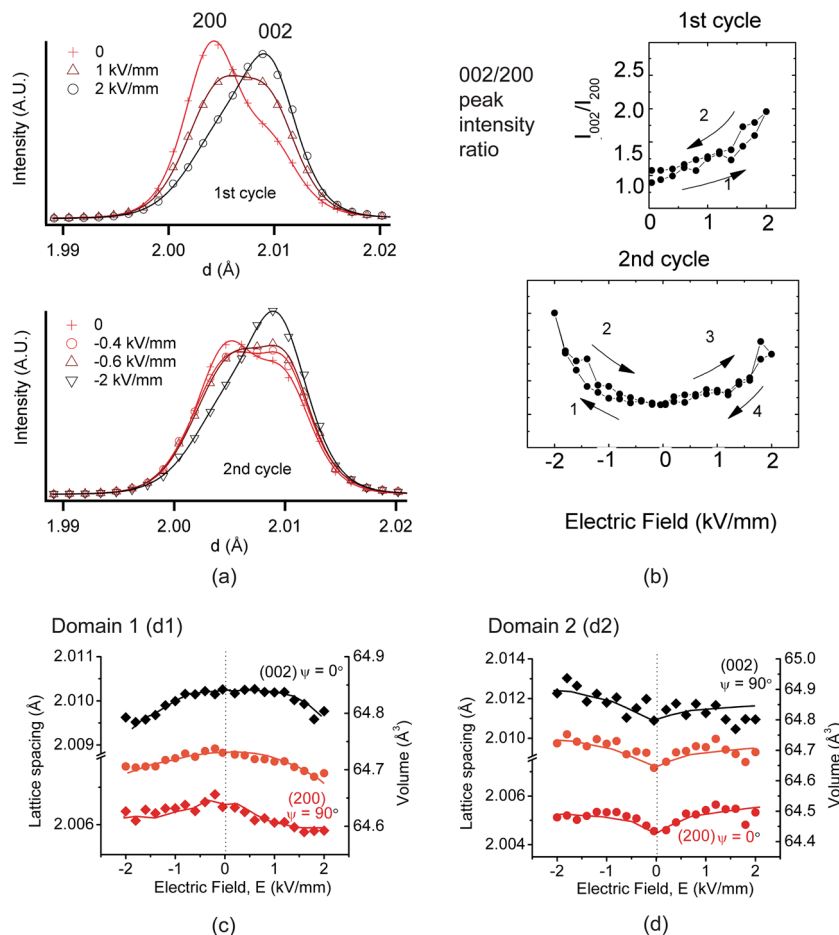 200
002
0
1 kV/mm
2 kV/mm
Intensity (A.U.)
1st cycle
1.99
2.00
2.01
2.02
d (Å)
0
-0.4 kV/mm
-0.6 kV/mm
-2 kV/mm
Intensity (A.U.)
2nd cycle
1.99
2.00
2.01
2.02
d (Å)
(a)
002/200
peak
intensity
ratio
1st cycle
I002/I200
2.5
2.0
1.5
1.0
2
1
0
1
2
2nd cycle
2
3
1
4
-2
-1
0
1
2
Electric Field (kV/mm)
(b)
Domain 1 (d1)
2.011
2.010
2.009
2.006
Lattice spacing (Å)
(002) ψ = 0°
(200)
ψ = 90°
64.9
64.8
64.7
64.6
Volume (Å3)
-2
-1
0
1
2
Electric Field, E (kV/mm)
(c)
Domain 2 (d2)
2.014
2.012
2.010
2.006
2.004
Lattice spacing (Å)
(002)
ψ = 90°
(200) ψ = 0°
65.0
64.9
64.8
64.7
64.6
64.5
64.4
Volume (Å3)
-2
-1
0
1
2
Electric Field, E (kV/mm)
(d)